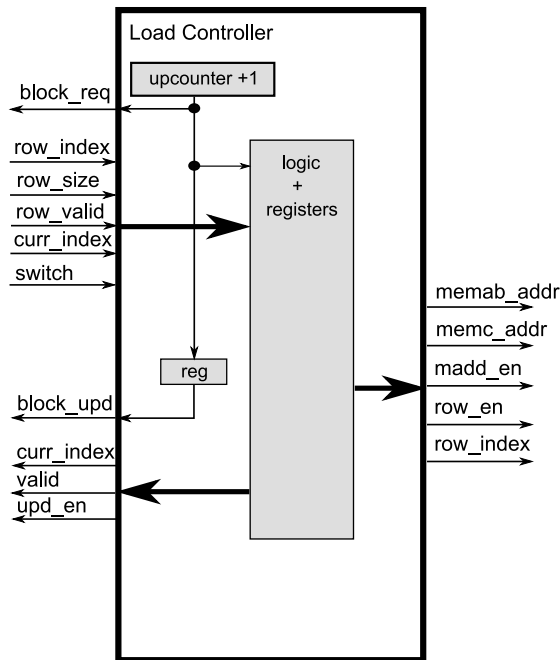 Load Controller
upcounter +1
block_req
row_index
row_size
row_valid
curr_index
switch
logic
+
registers
memab_addr
memc_addr
madd_en
row_en
row_index
reg
block_upd
curr_index
valid
upd_en